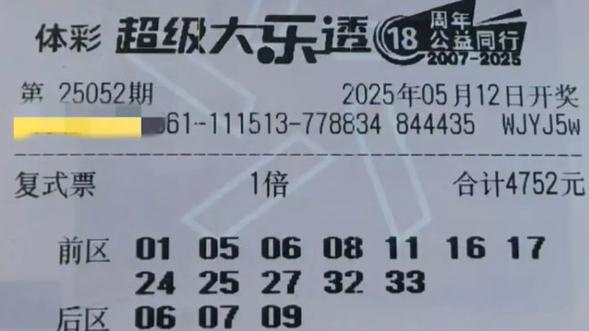 体彩 超级大乐透 18周年公益同行
2007-2025
第 25052期 2025年05月12日开奖
61-111513-778834 844435 WJYJ5w
复式票 1倍 合计4752元
前区 01 05 06 08 11 16 17
24 25 27 32 33
后区 06 07 09